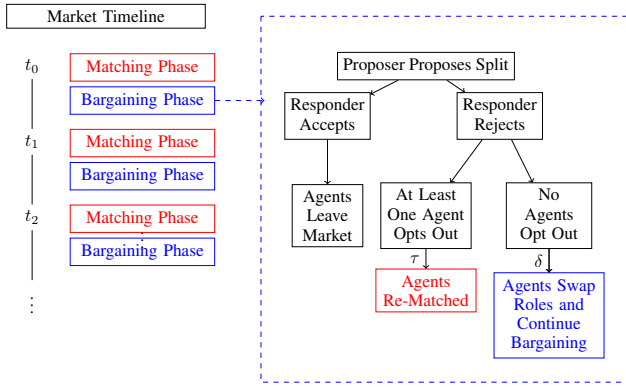 Market Timeline
t0
Matching Phase
Bargaining Phase
t1
Matching Phase
Bargaining Phase
t2
Matching Phase
Bargaining Phase
⋮
Proposer Proposes Split
Responder
Accepts
Responder
Rejects
Agents
Leave
Market
At Least
One Agent
Opts Out
No
Agents
Opt Out
τ
δ
Agents
Re-Matched
Agents Swap
Roles and
Continue
Bargaining